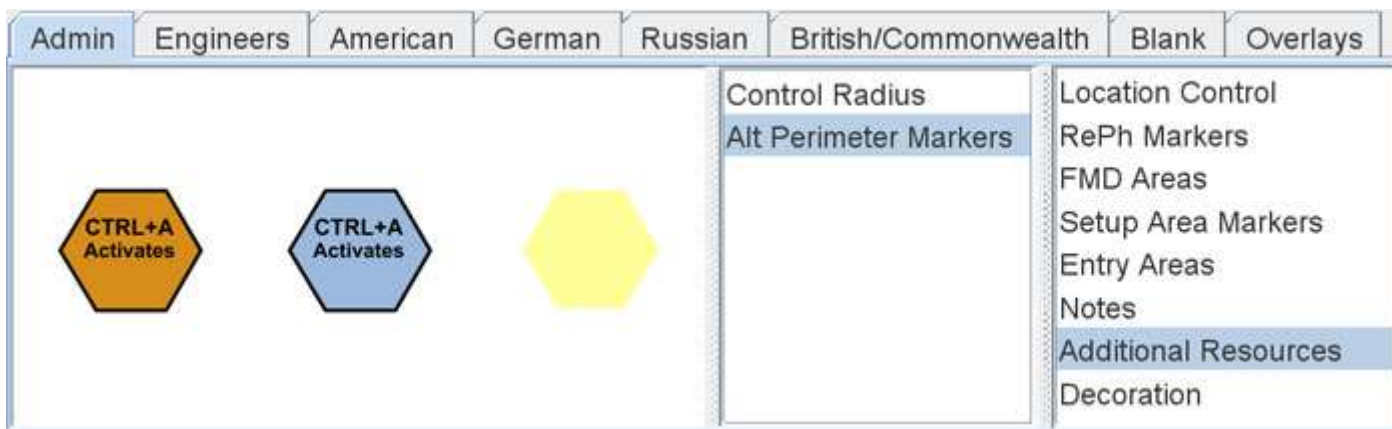 Admin
Engineers
American
German
Russian
British/Commonwealth
Blank
Overlays
CTRL+A
Activates
CTRL+A
Activates
Control Radius
Alt Perimeter Markers
Location Control
RePh Markers
FMD Areas
Setup Area Markers
Entry Areas
Notes
Additional Resources
Decoration